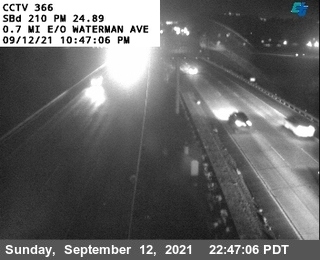 CCTV 366
SBd 210 PM 24.89
0.7 MI E/O WATERMAN AVE
09/12/21 10:47:06 PM
Sunday, September 12, 2021 22:47:06 PDT